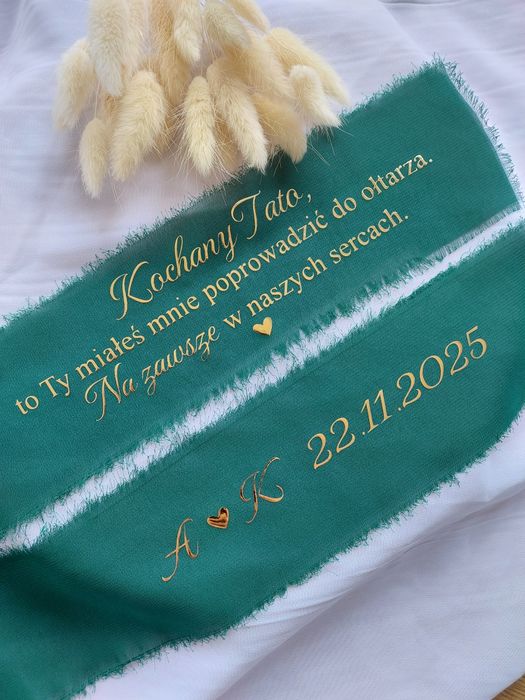 Kochany Tato,
to Ty miałeś mnie poprowadzić do ołtarza.
Na zawsze w naszych sercach.
A K 22.11.2025